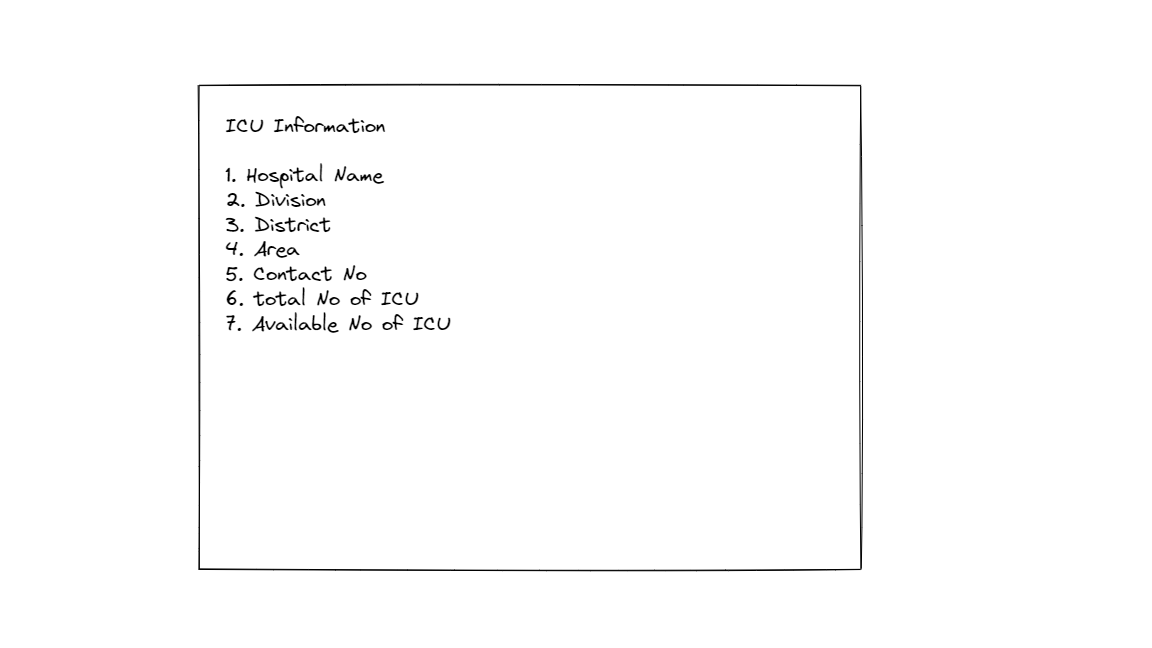 ICU Information
1. Hospital Name
2. Division
3. District
4. Area
5. Contact No
6. total No of ICU
7. Available No of ICU